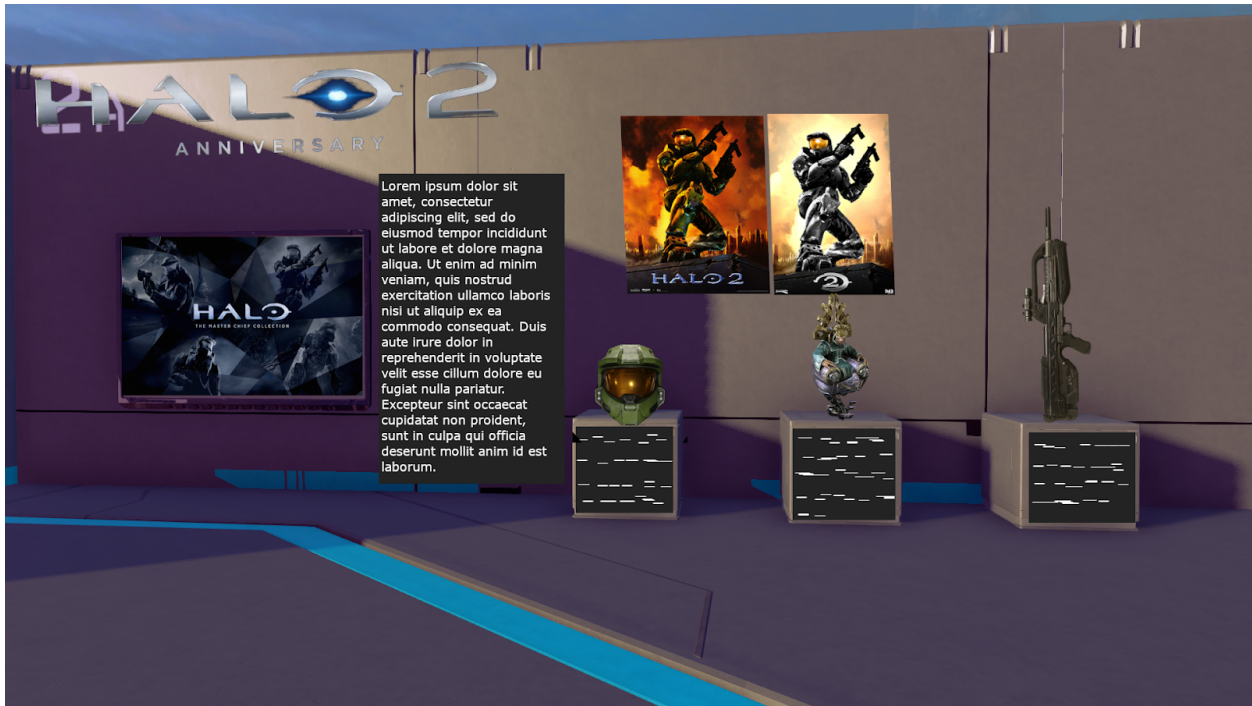 HALO 2
ANNIVERSARY
Lorem ipsum dolor sit
amet, consectetur
adipiscing elit, sed do
eiusmod tempor incididunt
ut labore et dolore magna
aliqua. Ut enim ad minim
veniam, quis nostrud
exercitation ullamco laboris
nisi ut aliquip ex ea
commodo consequat. Duis
aute irure dolor in
reprehenderit in voluptate
velit esse cillum dolore eu
fugiat nulla pariatur.
Excepteur sint occaecat
cupidatat non proident,
sunt in culpa qui officia
deserunt mollit anim id est
laborum.
HALO
THE MASTER CHIEF COLLECTION
HALO 2
2